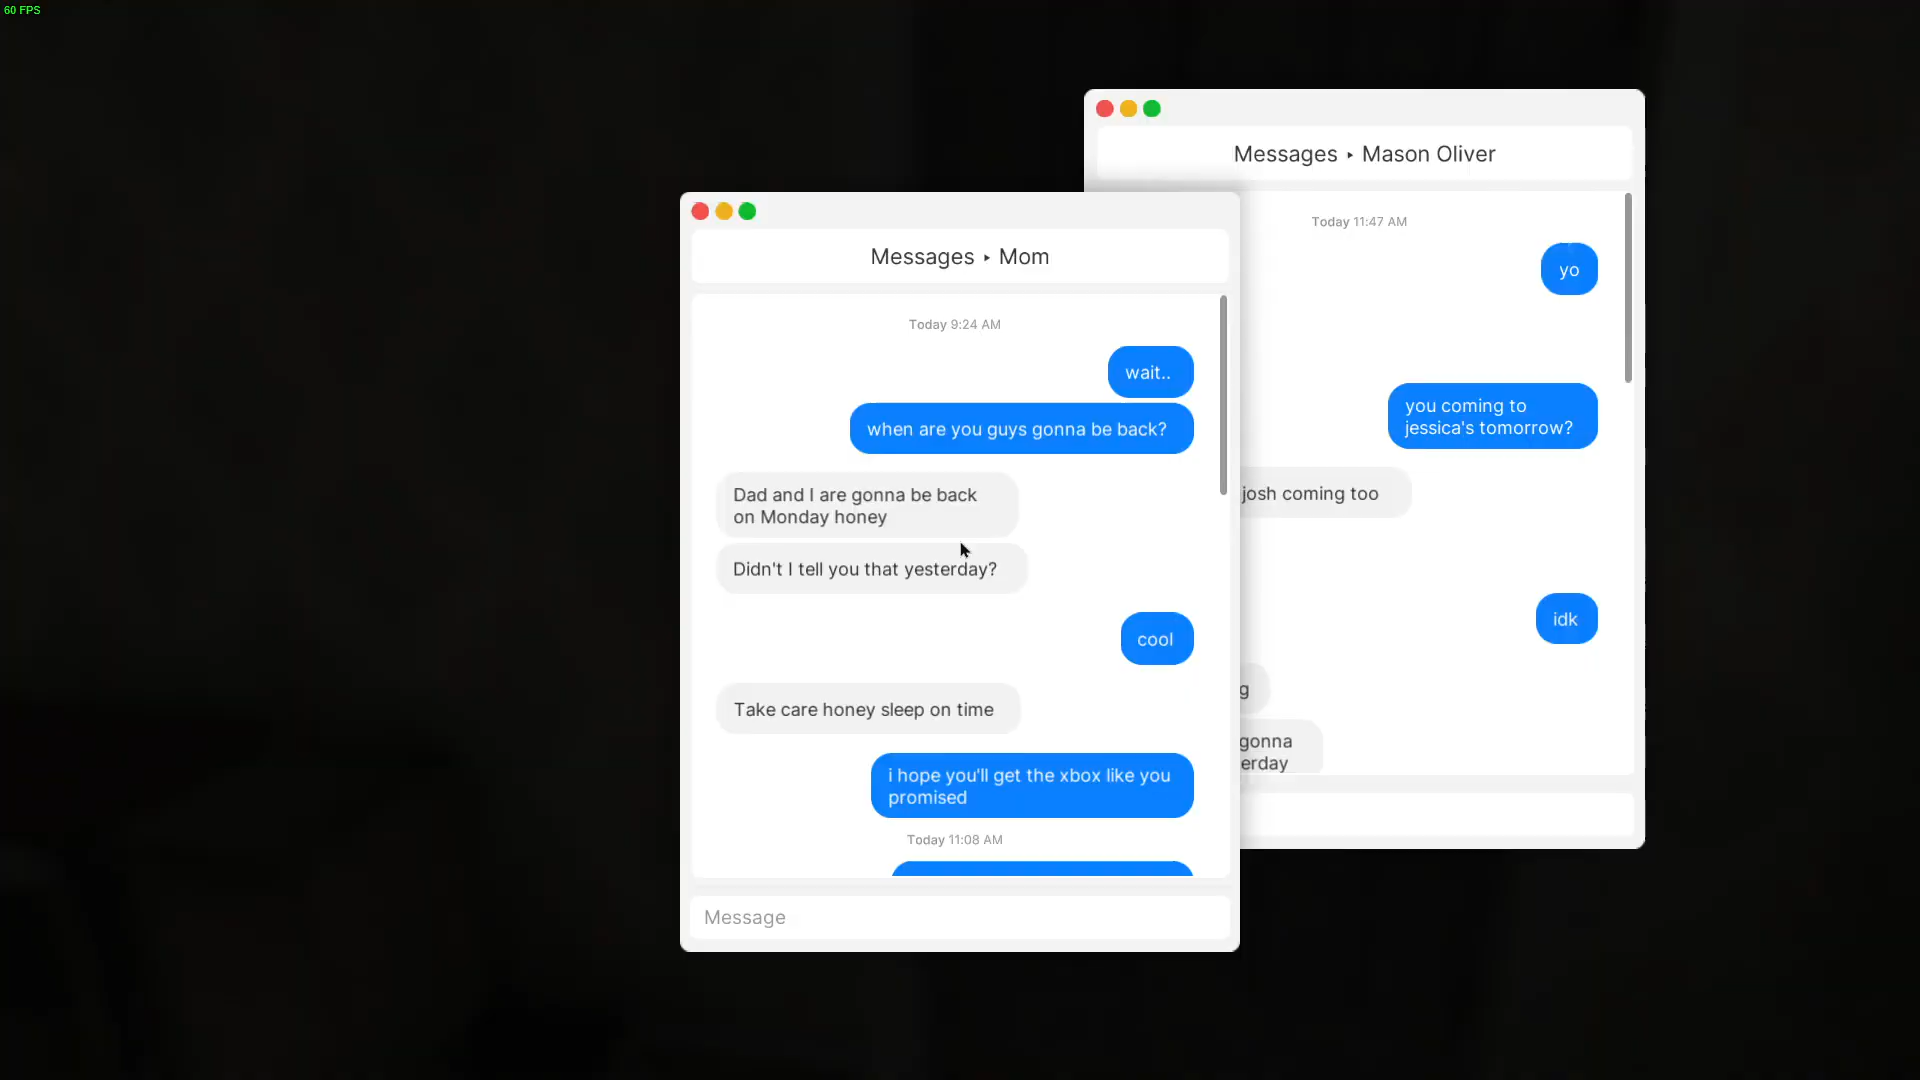 60 FPS
Messages ▸ Mason Oliver
Today 11:47 AM
yo
you coming to
jessica's tomorrow?
josh coming too
idk
g
gonna
erday
Messages ▸ Mom
Today 9:24 AM
wait..
when are you guys gonna be back?
Dad and I are gonna be back
on Monday honey
Didn't I tell you that yesterday?
cool
Take care honey sleep on time
i hope you'll get the xbox like you
promised
Today 11:08 AM
Message